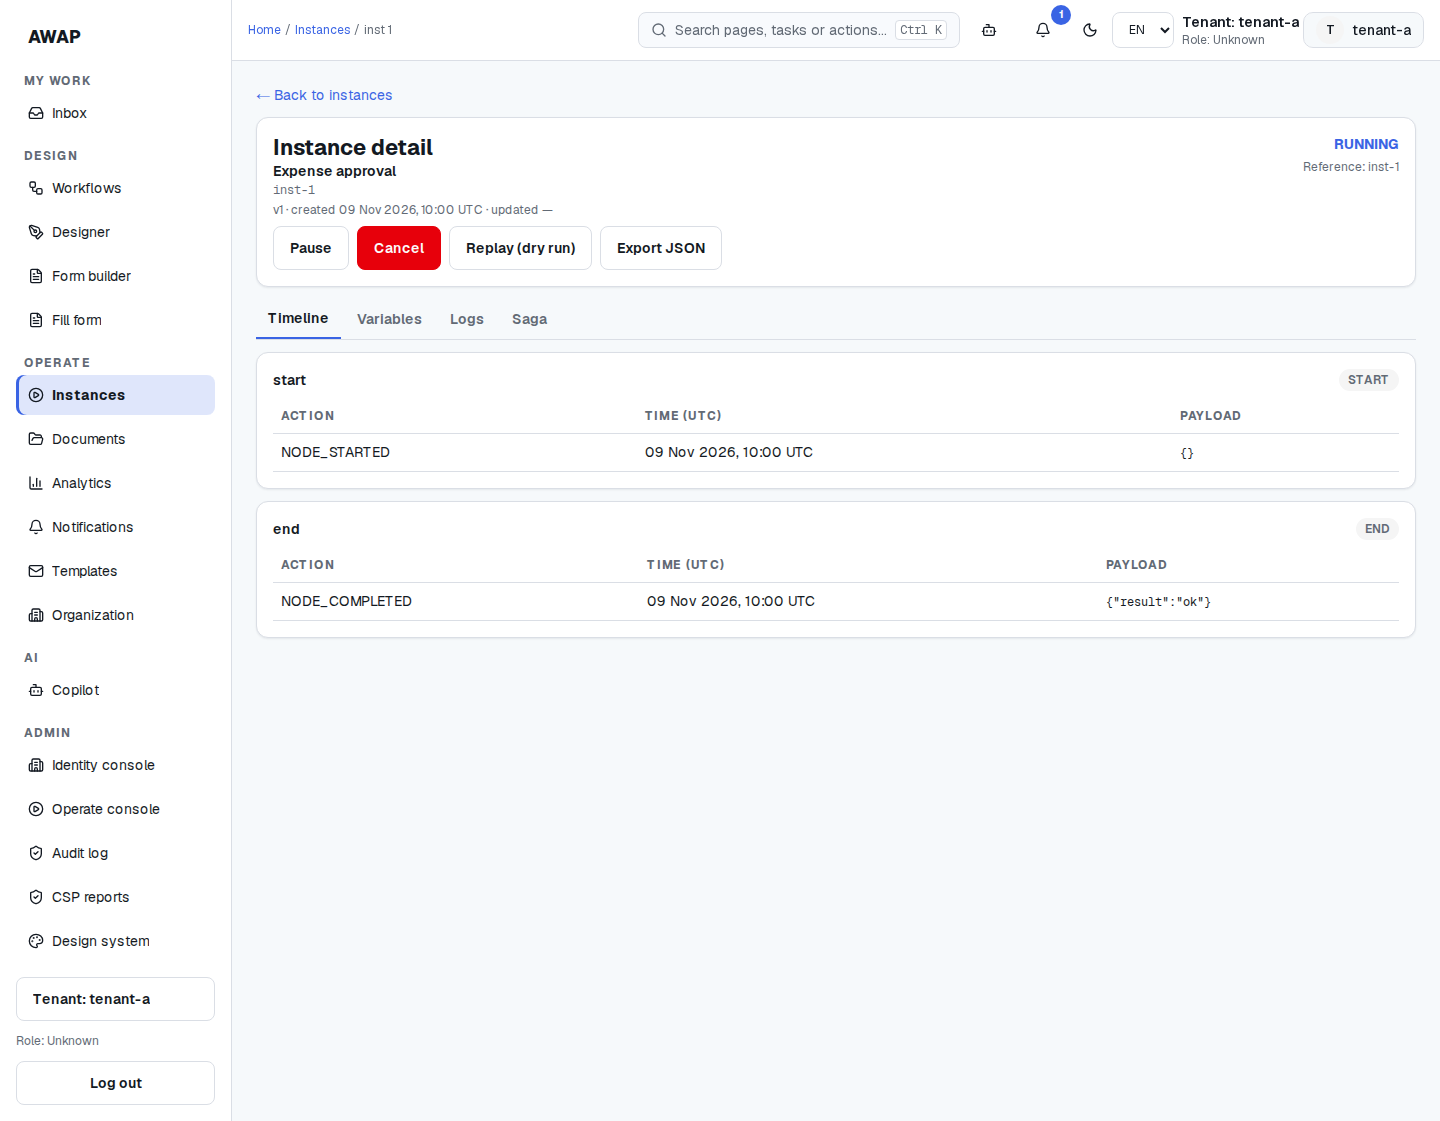 AWAP
MY WORK
Inbox
DESIGN
Workflows
Designer
Form builder
Fill form
OPERATE
Instances
Documents
Analytics
Notifications
Templates
Organization
AI
Copilot
ADMIN
Identity console
Operate console
Audit log
CSP reports
Design system
Tenant: tenant-a
Role: Unknown
Log out
Home / Instances / inst 1
Search pages, tasks or actions... Ctrl K
1
EN
Tenant: tenant-a
Role: Unknown
T tenant-a
← Back to instances
Instance detail
Expense approval
inst-1
v1 · created 09 Nov 2026, 10:00 UTC · updated —
RUNNING
Reference: inst-1
Pause Cancel Replay (dry run) Export JSON
Timeline Variables Logs Saga
start START
ACTION TIME (UTC) PAYLOAD
NODE_STARTED 09 Nov 2026, 10:00 UTC {}
end END
ACTION TIME (UTC) PAYLOAD
NODE_COMPLETED 09 Nov 2026, 10:00 UTC {"result":"ok"}